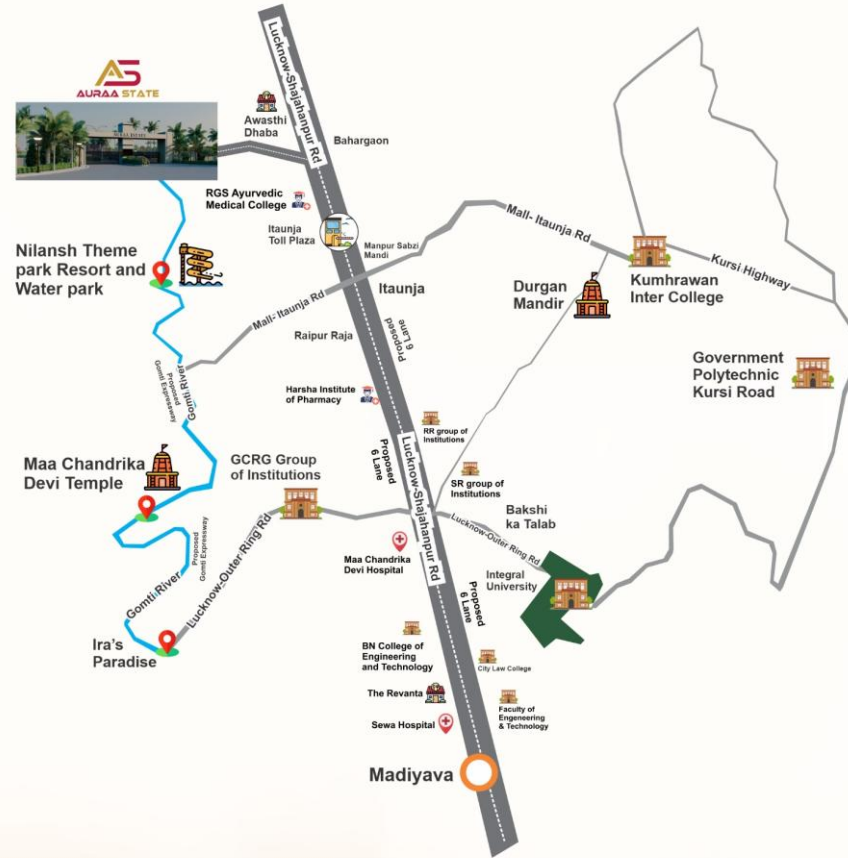 AURAA STATE
Lucknow-Shajahanpur Rd
Awasthi
Dhaba
Bahargaon
RGS Ayurvedic
Medical College
Itaunja
Toll Plaza
Manpur Sabzi
Mandi
Mall- Itaunja Rd
Nilansh Theme
park Resort and
Water park
Itaunja
Durgan
Mandir
Kumhrawan
Inter College
Kursi Highway
Mall- Itaunja Rd
Raipur Raja
Proposed
6 Lane
Government
Polytechnic
Kursi Road
Gomti River
Proposed
Gomti Expressway
Harsha Institute
of Pharmacy
RR group of
Institutions
Maa Chandrika
Devi Temple
GCRG Group
of Institutions
Proposed
6 Lane
Lucknow-Shajahanpur Rd
SR group of
Institutions
Bakshi
ka Talab
Lucknow-Outer Ring Rd
Proposed
Gomti Expressway
Gomti River
Lucknow-Outer Ring Rd
Maa Chandrika
Devi Hospital
Integral
University
Proposed
6 Lane
Ira's
Paradise
BN College of
Engineering
and Technology
City Law College
The Revanta
Faculty of
Engeneering
& Technology
Sewa Hospital
Madiyava